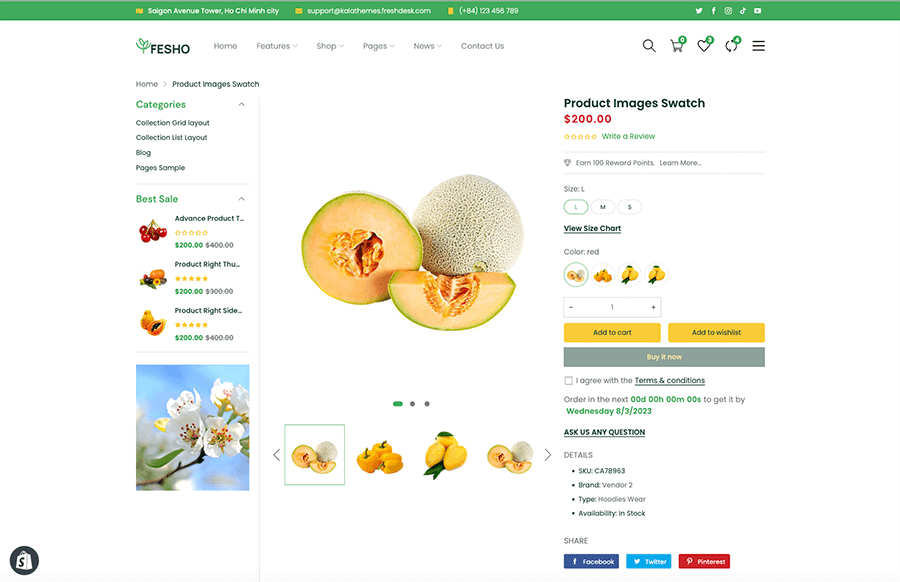 Saigon Avenue Tower, Ho Chi Minh city
support@kalathemes.freshdesk.com
(+84) 123 456 789
FESHO
Home
Features
Shop
Pages
News
Contact Us
0
3
4
Home > Product Images Swatch
Categories
Collection Grid layout
Collection List Layout
Blog
Pages Sample
Best Sale
Advance Product T...
$200.00 $400.00
Product Right Thu...
$200.00 $300.00
Product Right Side...
$200.00 $400.00
Product Images Swatch
$200.00
Write a Review
Earn 100 Reward Points. Learn More...
Size: L
L
M
S
View Size Chart
Color: red
- 1 +
Add to cart
Add to wishlist
Buy it now
I agree with the Terms & conditions
Order in the next 00d 00h 00m 00s to get it by
Wednesday 8/3/2023
ASK US ANY QUESTION
DETAILS
SKU: CA78963
Brand: Vendor 2
Type: Hoodies Wear
Availability: In Stock
SHARE
Facebook
Twitter
Pinterest